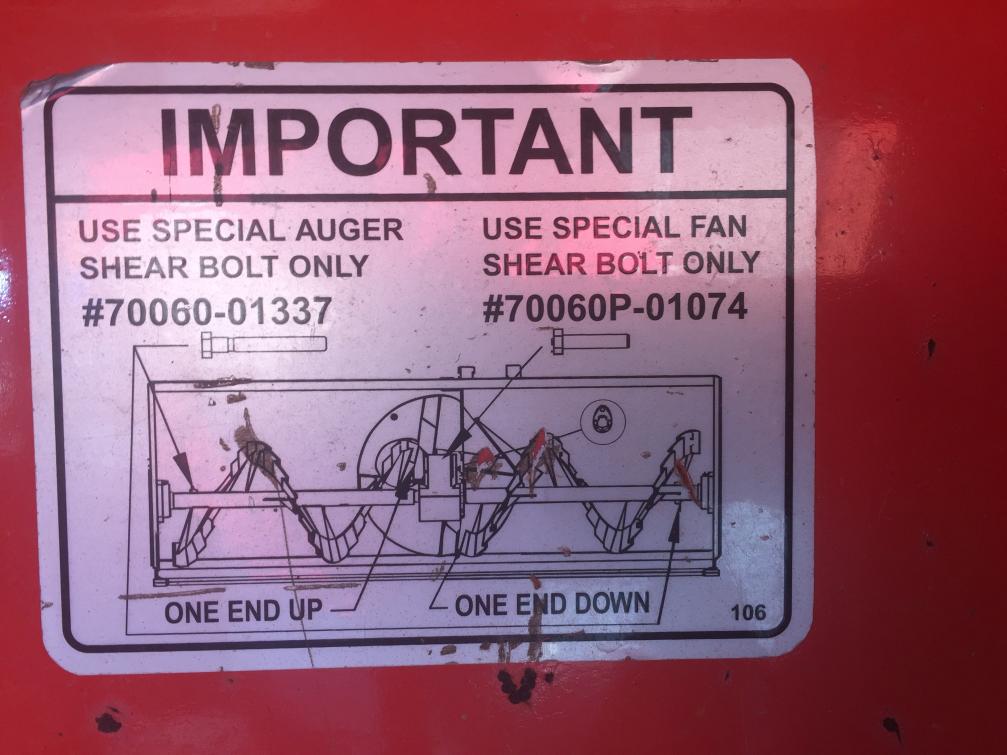 IMPORTANT
USE SPECIAL AUGER
SHEAR BOLT ONLY
#70060-01337
USE SPECIAL FAN
SHEAR BOLT ONLY
#70060P-01074
ONE END UP
ONE END DOWN
106